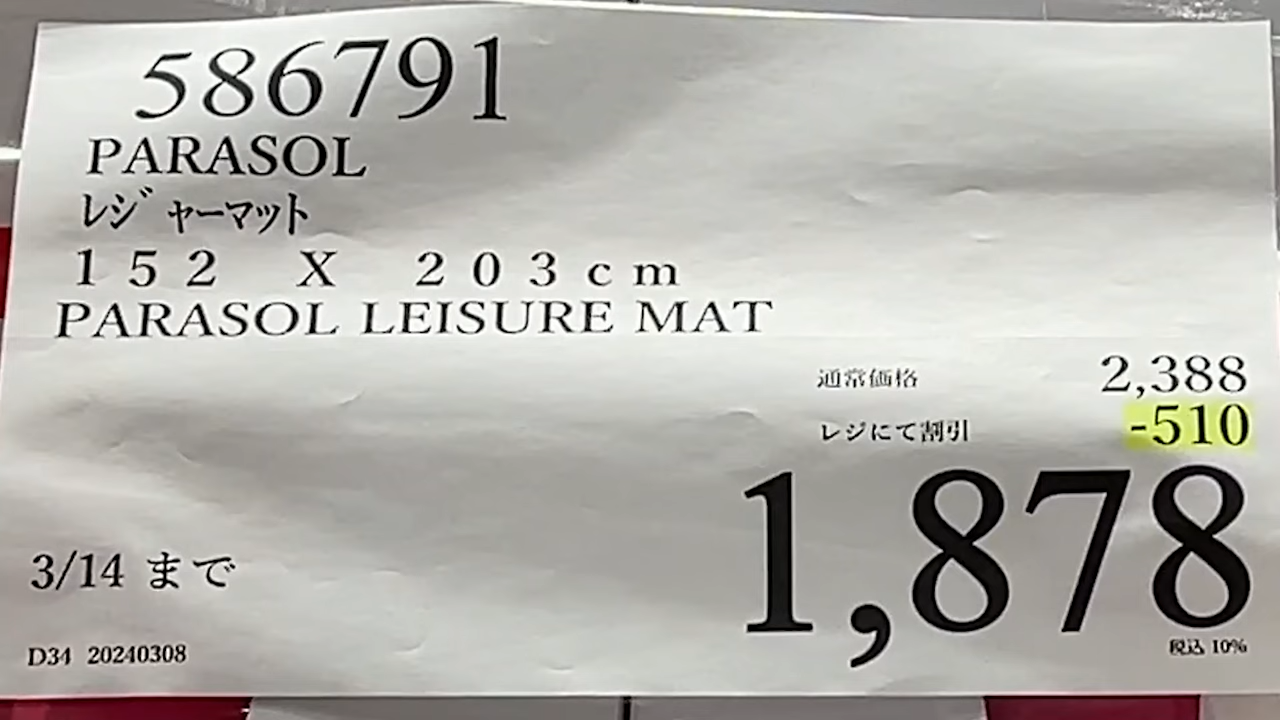 586791
PARASOL
レジャーマット
152 X 203cm
PARASOL LEISURE MAT
通常価格 2,388
レジにて割引 -510
1,878
3/14 まで
税込 10%
D34 20240308